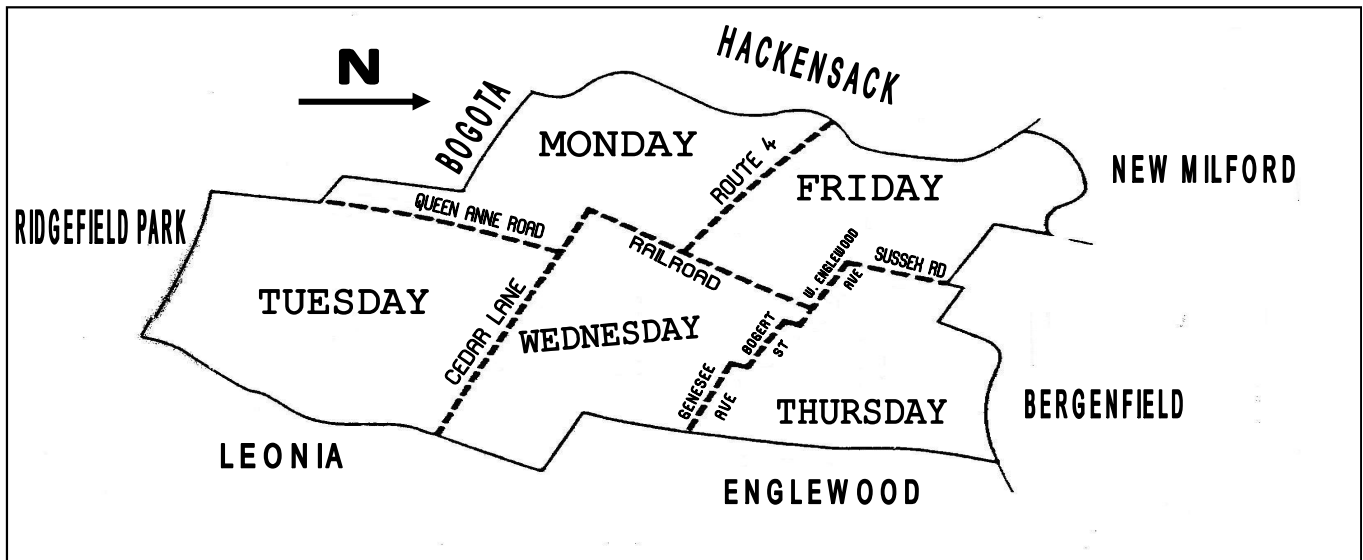 HACKENSACK
N
BOGOTA
MONDAY
ROUTE 4
FRIDAY
NEW MILFORD
RIDGEFIELD PARK
QUEEN ANNE ROAD
RAILROAD
W. ENGLEWOOD
AVE
SUSSEX RD
TUESDAY
CEDAR LANE
WEDNESDAY
BOGERT
ST
GENESEE
AVE
THURSDAY
BERGENFIELD
LEONIA
ENGLEWOOD